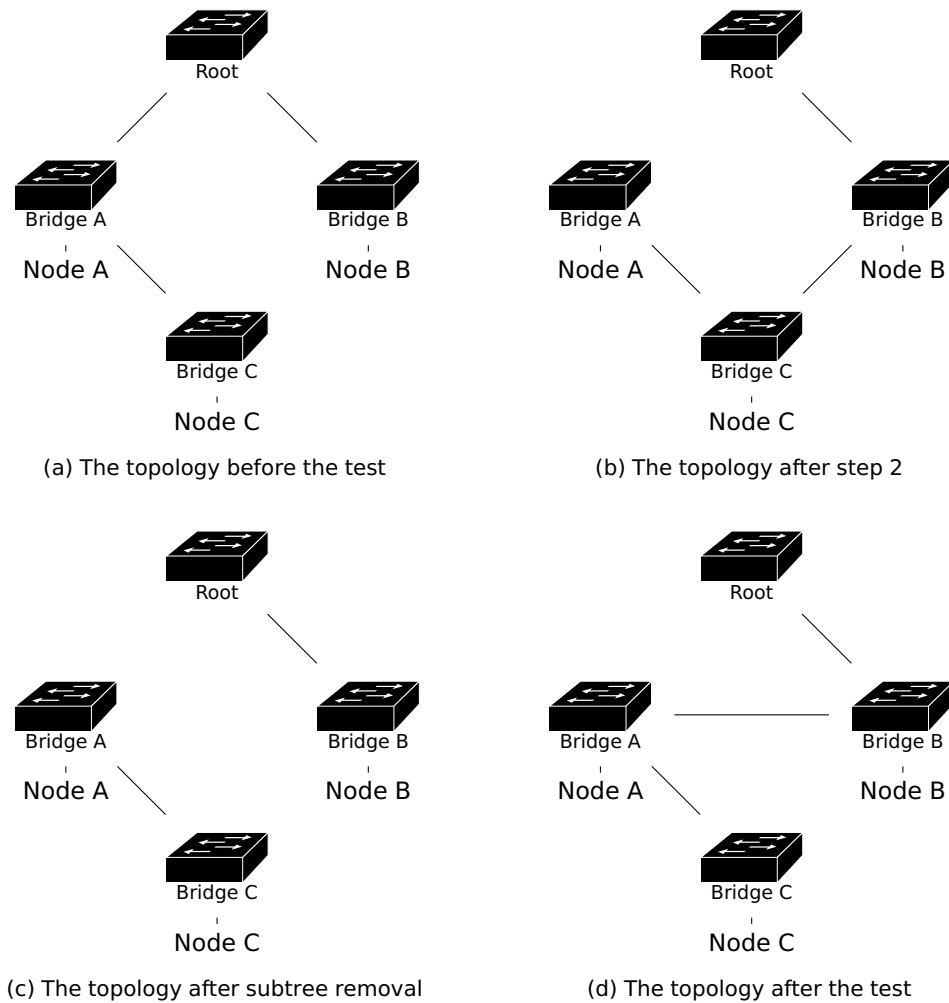 Root
Bridge A
Bridge B
Node A
Node B
Bridge C
Node C
(a) The topology before the test
Root
Bridge A
Bridge B
Node A
Node B
Bridge C
Node C
(b) The topology after step 2
Root
Bridge A
Bridge B
Node A
Node B
Bridge C
Node C
(c) The topology after subtree removal
Root
Bridge A
Bridge B
Node A
Node B
Bridge C
Node C
(d) The topology after the test